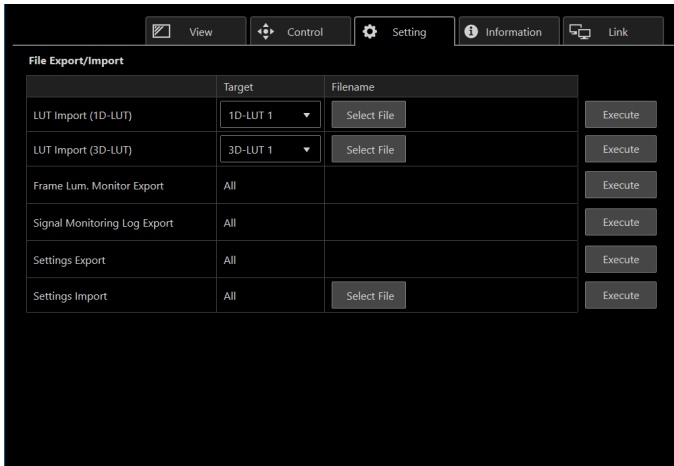 View Control Setting Information Link
File Export/Import
Target Filename
LUT Import (1D-LUT) 1D-LUT 1 Select File Execute
LUT Import (3D-LUT) 3D-LUT 1 Select File Execute
Frame Lum. Monitor Export All Execute
Signal Monitoring Log Export All Execute
Settings Export All Execute
Settings Import All Select File Execute